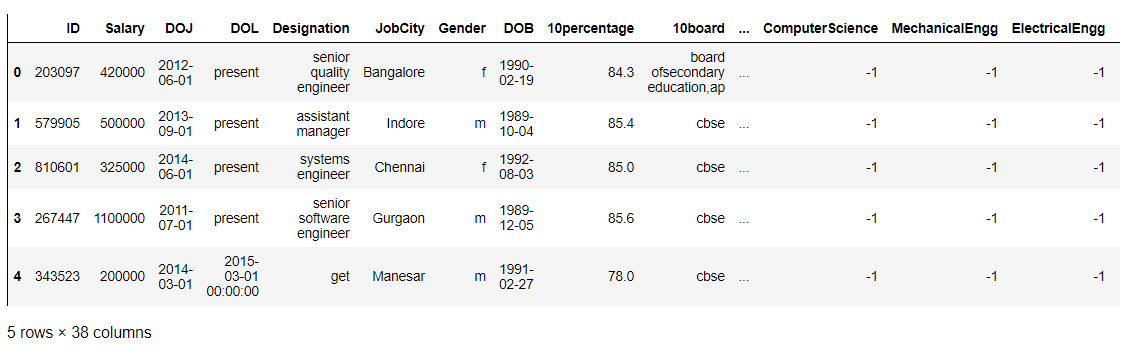 ID Salary DOJ DOL Designation JobCity Gender DOB 10percentage 10board ... ComputerScience MechanicalEngg ElectricalEngg
0 203097 420000 2012-06-01 present senior quality engineer Bangalore f 1990-02-19 84.3 board ofsecondary education,ap ... -1 -1 -1
1 579905 500000 2013-09-01 present assistant manager Indore m 1989-10-04 85.4 cbse ... -1 -1 -1
2 810601 325000 2014-06-01 present systems engineer Chennai f 1992-08-03 85.0 cbse ... -1 -1 -1
3 267447 1100000 2011-07-01 present senior software engineer Gurgaon m 1989-12-05 85.6 cbse ... -1 -1 -1
4 343523 200000 2014-03-01 2015-03-01 00:00:00 get Manesar m 1991-02-27 78.0 cbse ... -1 -1 -1
5 rows × 38 columns